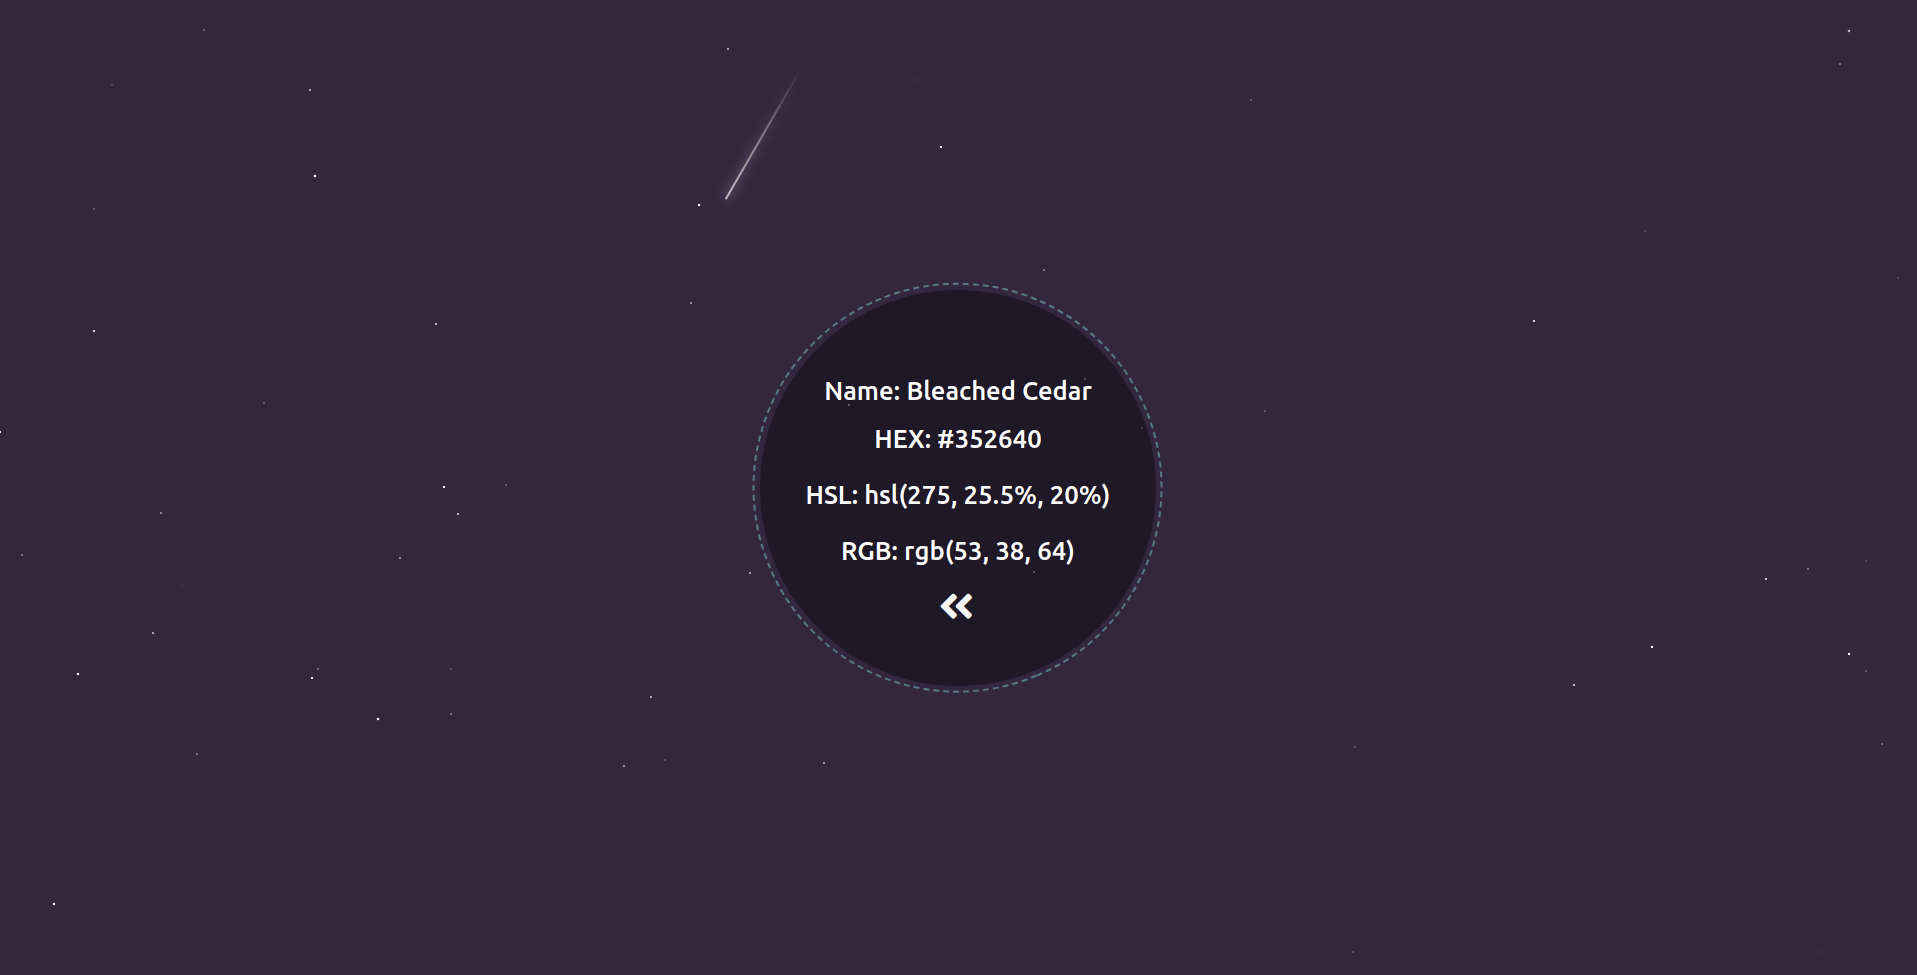 Name: Bleached Cedar
HEX: #352640
HSL: hsl(275, 25.5%, 20%)
RGB: rgb(53, 38, 64)